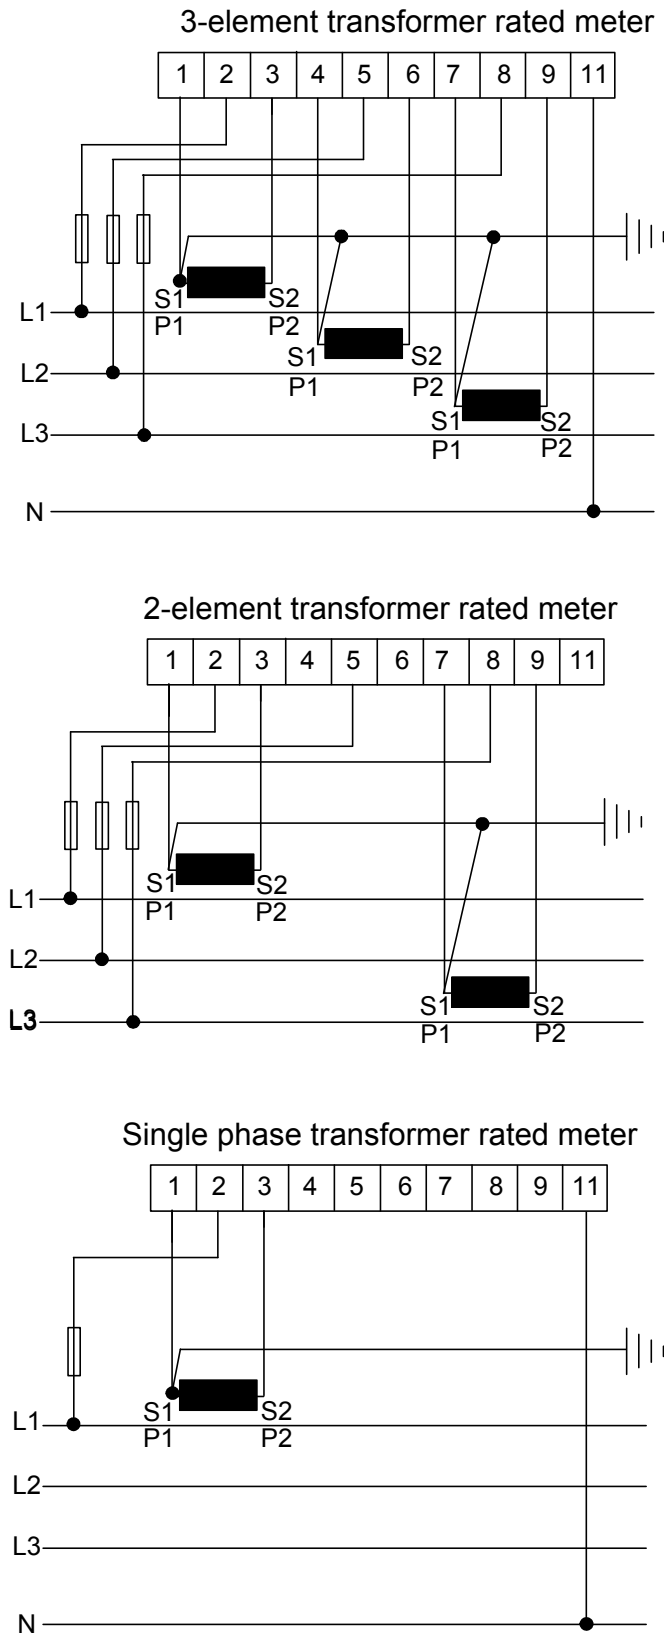 3-element transformer rated meter
1 2 3 4 5 6 7 8 9 11
S1 S2
L1
P1 P2
S1 S2
L2
P1 P2
S1 S2
L3
P1 P2
N
2-element transformer rated meter
1 2 3 4 5 6 7 8 9 11
S1 S2
L1
P1 P2
L2
S1 S2
L3
P1 P2
Single phase transformer rated meter
1 2 3 4 5 6 7 8 9 11
S1 S2
L1
P1 P2
L2
L3
N